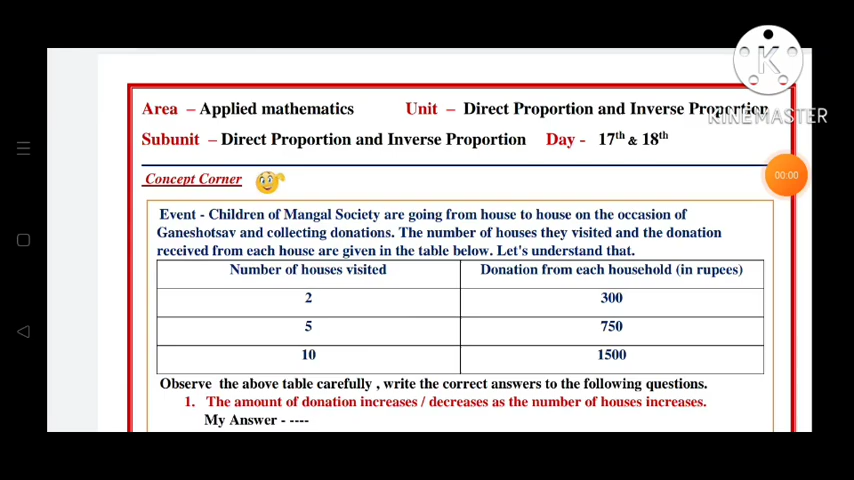 K
KINEMASTER
Area – Applied mathematics Unit – Direct Proportion and Inverse Proportion
Subunit – Direct Proportion and Inverse Proportion Day - 17th & 18th
00:00
Concept Corner
Event - Children of Mangal Society are going from house to house on the occasion of
Ganeshotsav and collecting donations. The number of houses they visited and the donation
received from each house are given in the table below. Let's understand that.
Number of houses visited Donation from each household (in rupees)
2 300
5 750
10 1500
Observe the above table carefully , write the correct answers to the following questions.
1. The amount of donation increases / decreases as the number of houses increases.
My Answer - ----